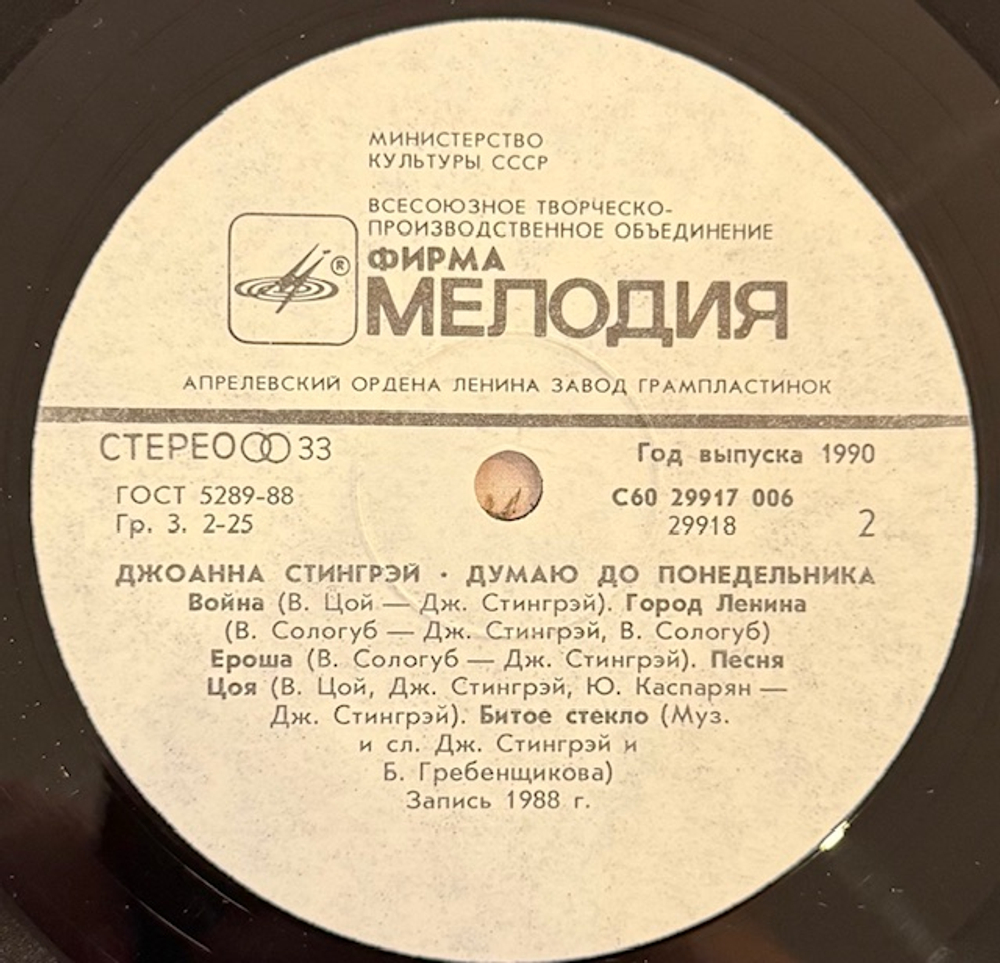 МИНИСТЕРСТВО
КУЛЬТУРЫ СССР
ВСЕСОЮЗНОЕ ТВОРЧЕСКО-
ПРОИЗВОДСТВЕННОЕ ОБЪЕДИНЕНИЕ
®
ФИРМА
МЕЛОДИЯ
АПРЕЛЕВСКИЙ ОРДЕНА ЛЕНИНА ЗАВОД ГРАМПЛАСТИНОК
СТЕРЕО 33
Год выпуска 1990
ГОСТ 5289-88
С60 29917 006
Гр. 3. 2-25
29918 2
ДЖОАННА СТИНГРЭЙ · ДУМАЮ ДО ПОНЕДЕЛЬНИКА
Война (В. Цой — Дж. Стингрэй). Город Ленина
(В. Сологуб — Дж. Стингрэй, В. Сологуб)
Ероша (В. Сологуб — Дж. Стингрэй). Песня
Цоя (В. Цой, Дж. Стингрэй, Ю. Каспарян —
Дж. Стингрэй). Битое стекло (Муз.
и сл. Дж. Стингрэй и
Б. Гребенщикова)
Запись 1988 г.